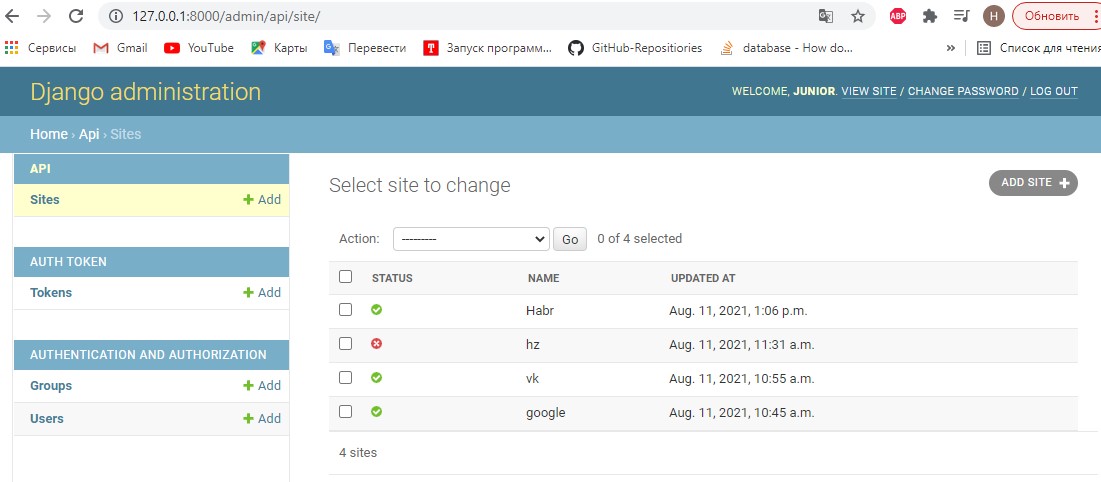 127.0.0.1:8000/admin/api/site/
ABP
H
Обновить
Сервисы
Gmail
YouTube
Карты
Перевести
T
Запуск программ...
GitHub-Repositiories
database - How do...
»
Список для чтения
Django administration
WELCOME, JUNIOR. VIEW SITE / CHANGE PASSWORD / LOG OUT
Home › Api › Sites
API
Sites + Add
AUTH TOKEN
Tokens + Add
AUTHENTICATION AND AUTHORIZATION
Groups + Add
Users + Add
Select site to change
ADD SITE +
Action: --------- Go 0 of 4 selected
STATUS NAME UPDATED AT
Habr Aug. 11, 2021, 1:06 p.m.
hz Aug. 11, 2021, 11:31 a.m.
vk Aug. 11, 2021, 10:55 a.m.
google Aug. 11, 2021, 10:45 a.m.
4 sites